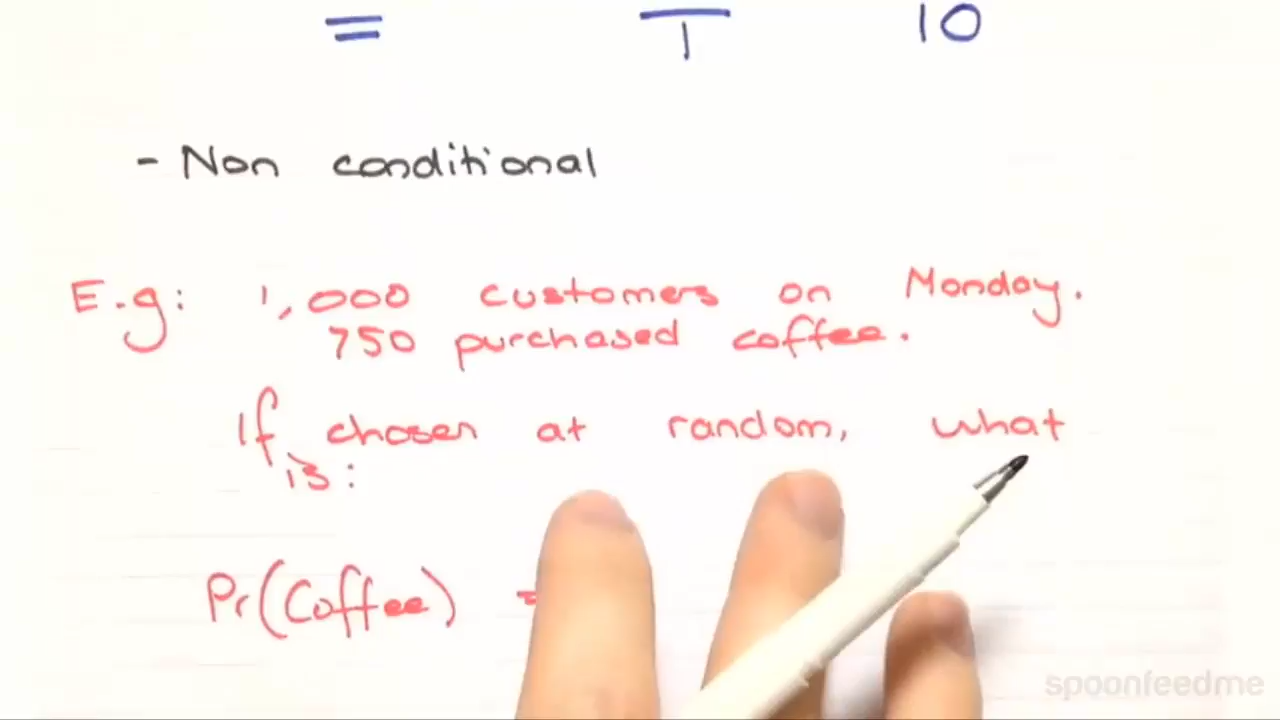 =
T 10
- Non conditional
E.g: 1,000 customers on Monday.
750 purchased coffee.
If chosen at random, what
is:
Pr(Coffee) =
spoonfeedme